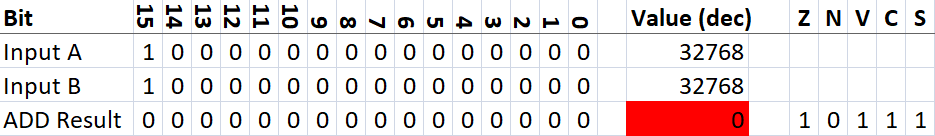 Bit 15 14 13 12 11 10 9 8 7 6 5 4 3 2 1 0 Value (dec) Z N V C S
Input A 1 0 0 0 0 0 0 0 0 0 0 0 0 0 0 0 32768
Input B 1 0 0 0 0 0 0 0 0 0 0 0 0 0 0 0 32768
ADD Result 0 0 0 0 0 0 0 0 0 0 0 0 0 0 0 0 0 1 0 1 1 1